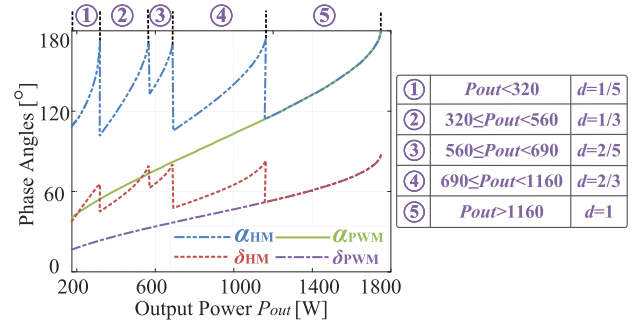 ① ② ③ ④ ⑤
180
120
60
0
Phase Angles [°]
αHM αPWM
δHM δPWM
200 600 1000 1400 1800
Output Power Pout [W]
① Pout<320 d=1/5
② 320≤Pout<560 d=1/3
③ 560≤Pout<690 d=2/5
④ 690≤Pout<1160 d=2/3
⑤ Pout>1160 d=1